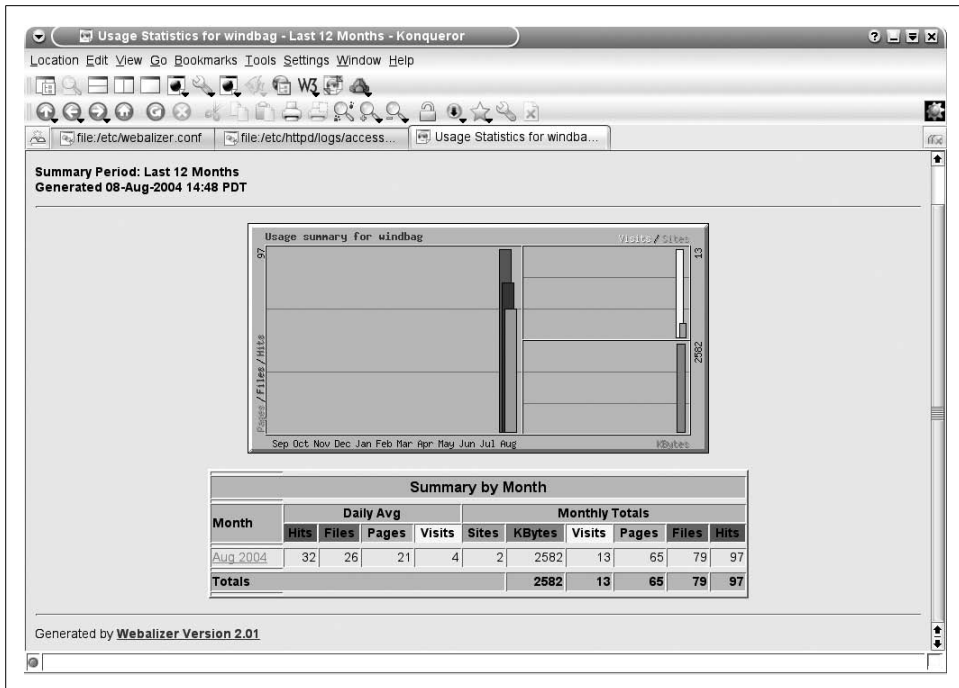 Usage Statistics for windbag - Last 12 Months - Konqueror
Location Edit View Go Bookmarks Tools Settings Window Help
file:/etc/webalizer.conf
file:/etc/httpd/logs/access...
Usage Statistics for windba...
Summary Period: Last 12 Months
Generated 08-Aug-2004 14:48 PDT
Usage summary for windbag
Visits/Sites
97
13
2582
Pages/Files/Hits
Sep Oct Nov Dec Jan Feb Mar Apr May Jun Jul Aug
KBytes
Summary by Month
Month Daily Avg Monthly Totals
Hits Files Pages Visits Sites KBytes Visits Pages Files Hits
Aug 2004 32 26 21 4 2 2582 13 65 79 97
Totals 2582 13 65 79 97
Generated by Webalizer Version 2.01